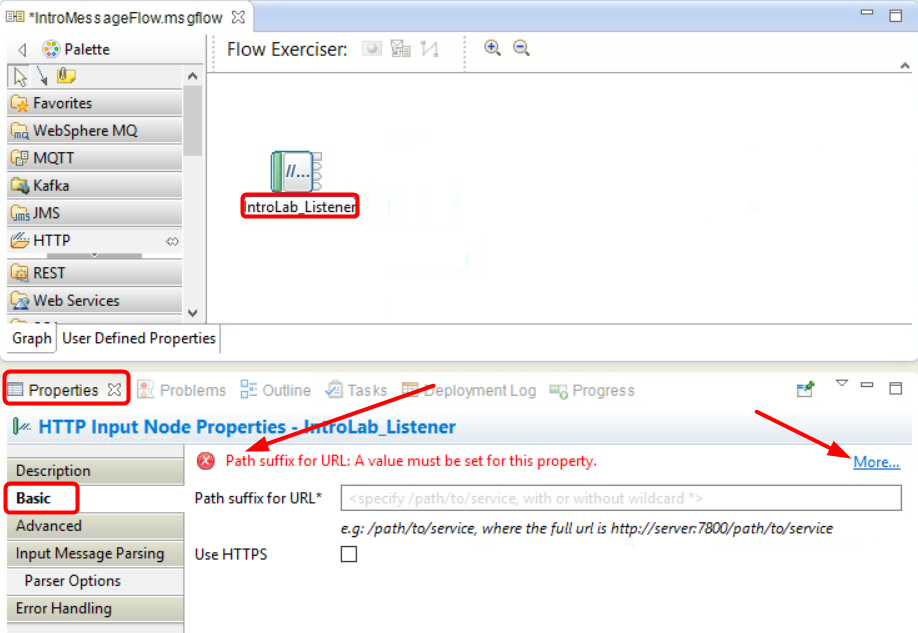 *IntroMessageFlow.msgflow
Palette
Flow Exerciser:
Favorites
WebSphere MQ
MQTT
Kafka
JMS
HTTP
REST
Web Services
Graph
User Defined Properties
//...
IntroLab_Listener
Properties
Problems
Outline
Tasks
Deployment Log
Progress
HTTP Input Node Properties - IntroLab_Listener
Description
Basic
Advanced
Input Message Parsing
Parser Options
Error Handling
Path suffix for URL: A value must be set for this property.
More...
Path suffix for URL*
<specify /path/to/service, with or without wildcard *>
e.g: /path/to/service, where the full url is http://server:7800/path/to/service
Use HTTPS